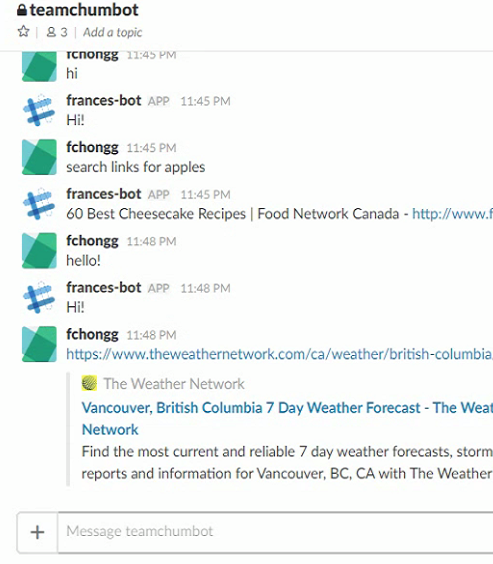 teamchumbot
3 | Add a topic
fchongg 11:45 PM
hi
frances-bot APP 11:45 PM
Hi!
fchongg 11:45 PM
search links for apples
frances-bot APP 11:45 PM
60 Best Cheesecake Recipes | Food Network Canada - http://www.f
fchongg 11:48 PM
hello!
frances-bot APP 11:48 PM
Hi!
fchongg 11:48 PM
https://www.theweathernetwork.com/ca/weather/british-columbia
The Weather Network
Vancouver, British Columbia 7 Day Weather Forecast - The Weat
Network
Find the most current and reliable 7 day weather forecasts, storm
reports and information for Vancouver, BC, CA with The Weather
+ Message teamchumbot